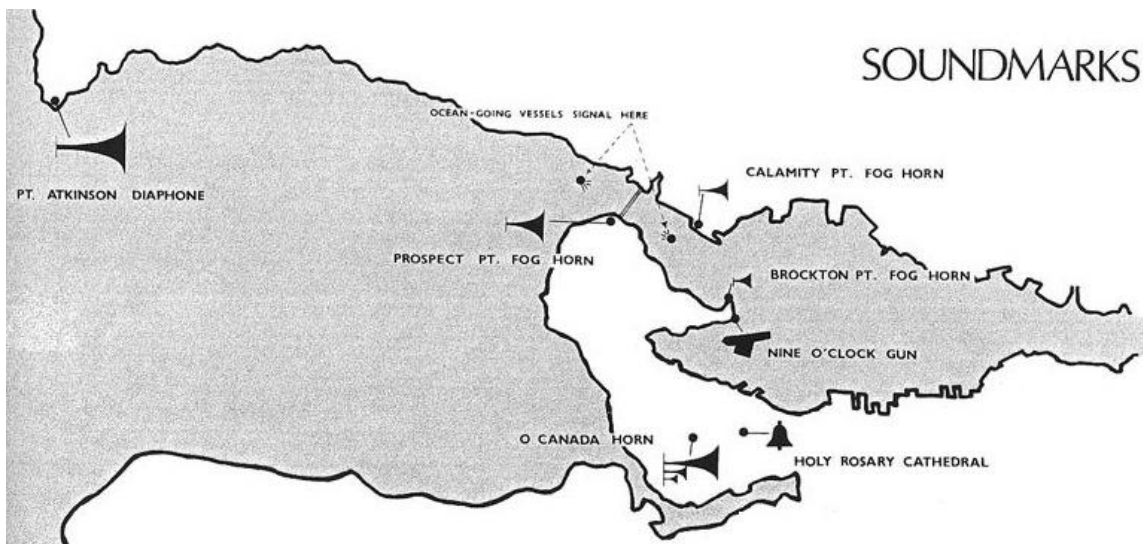 SOUNDMARKS
OCEAN-GOING VESSELS SIGNAL HERE
CALAMITY PT. FOG HORN
PT. ATKINSON DIAPHONE
PROSPECT PT. FOG HORN
BROCKTON PT. FOG HORN
NINE O'CLOCK GUN
O CANADA HORN
HOLY ROSARY CATHEDRAL